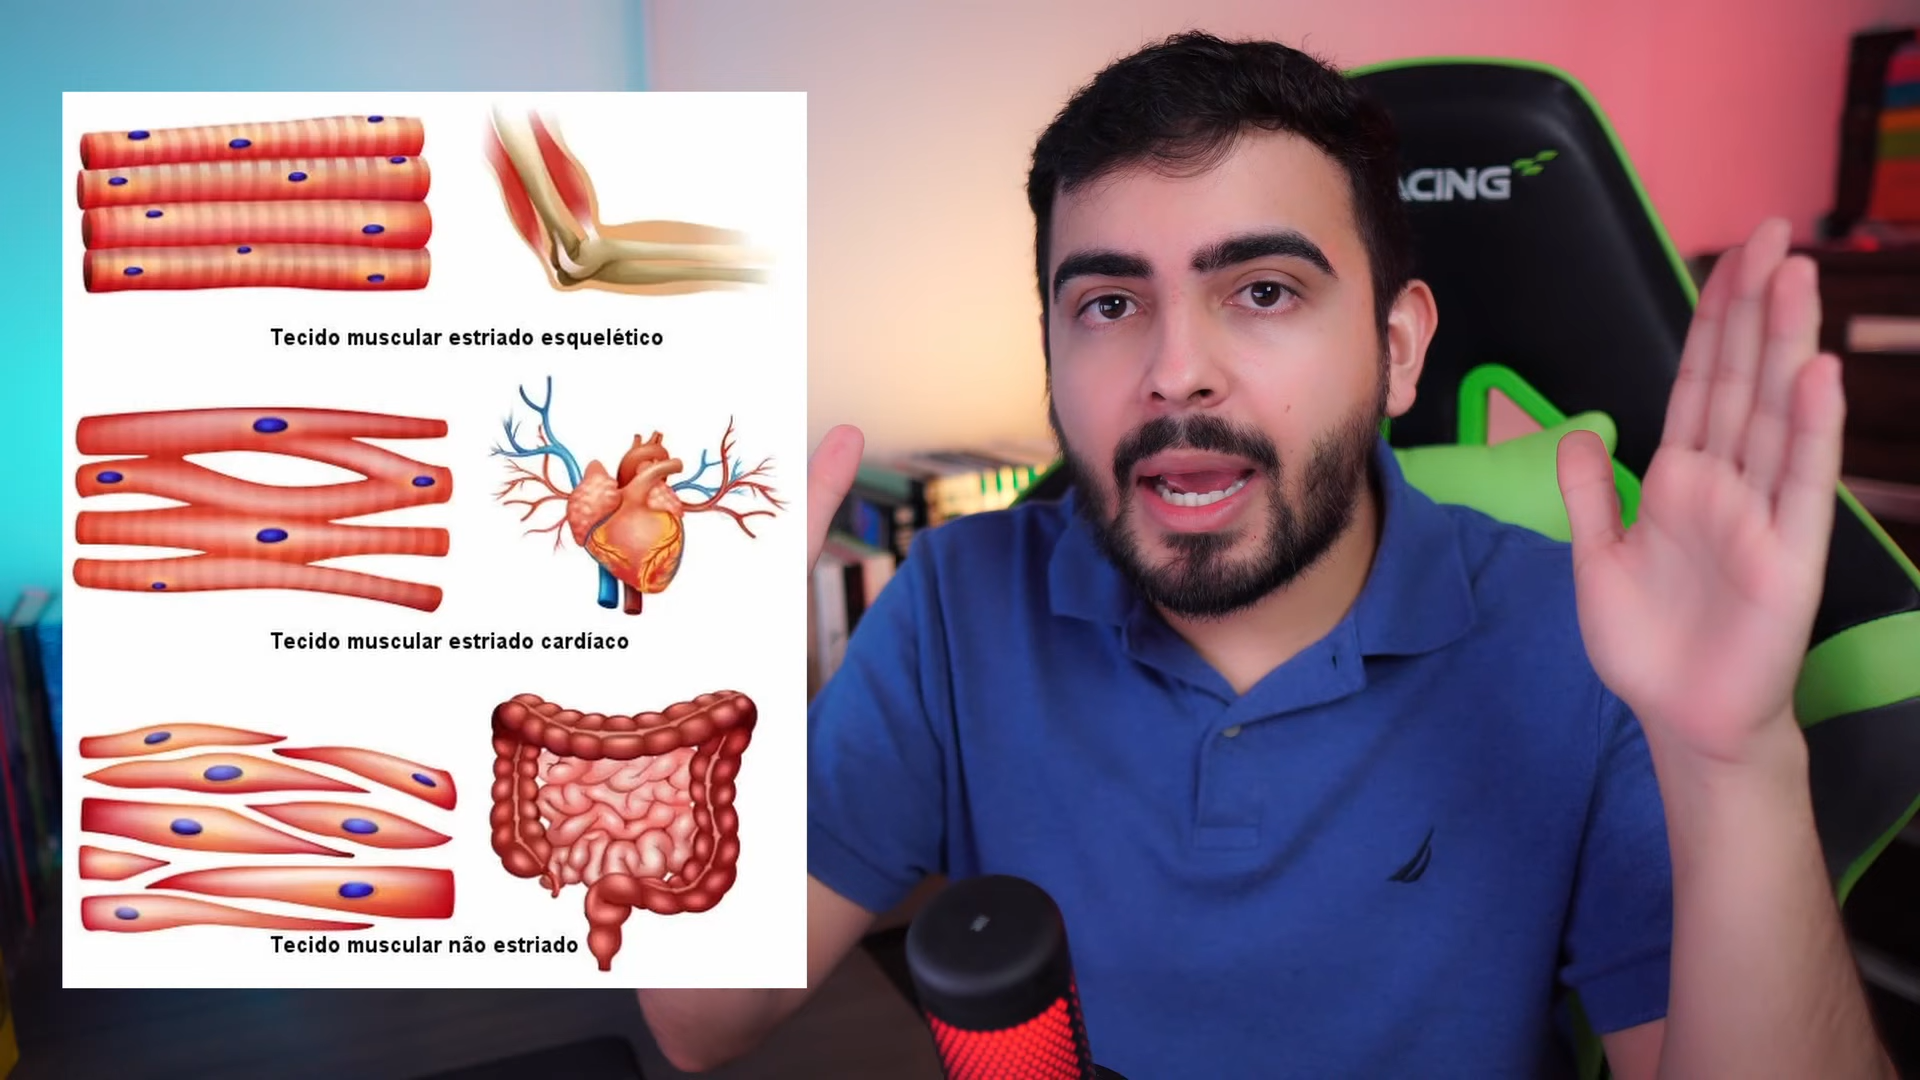 Tecido muscular estriado esquelético
Tecido muscular estriado cardíaco
Tecido muscular não estriado
ACING